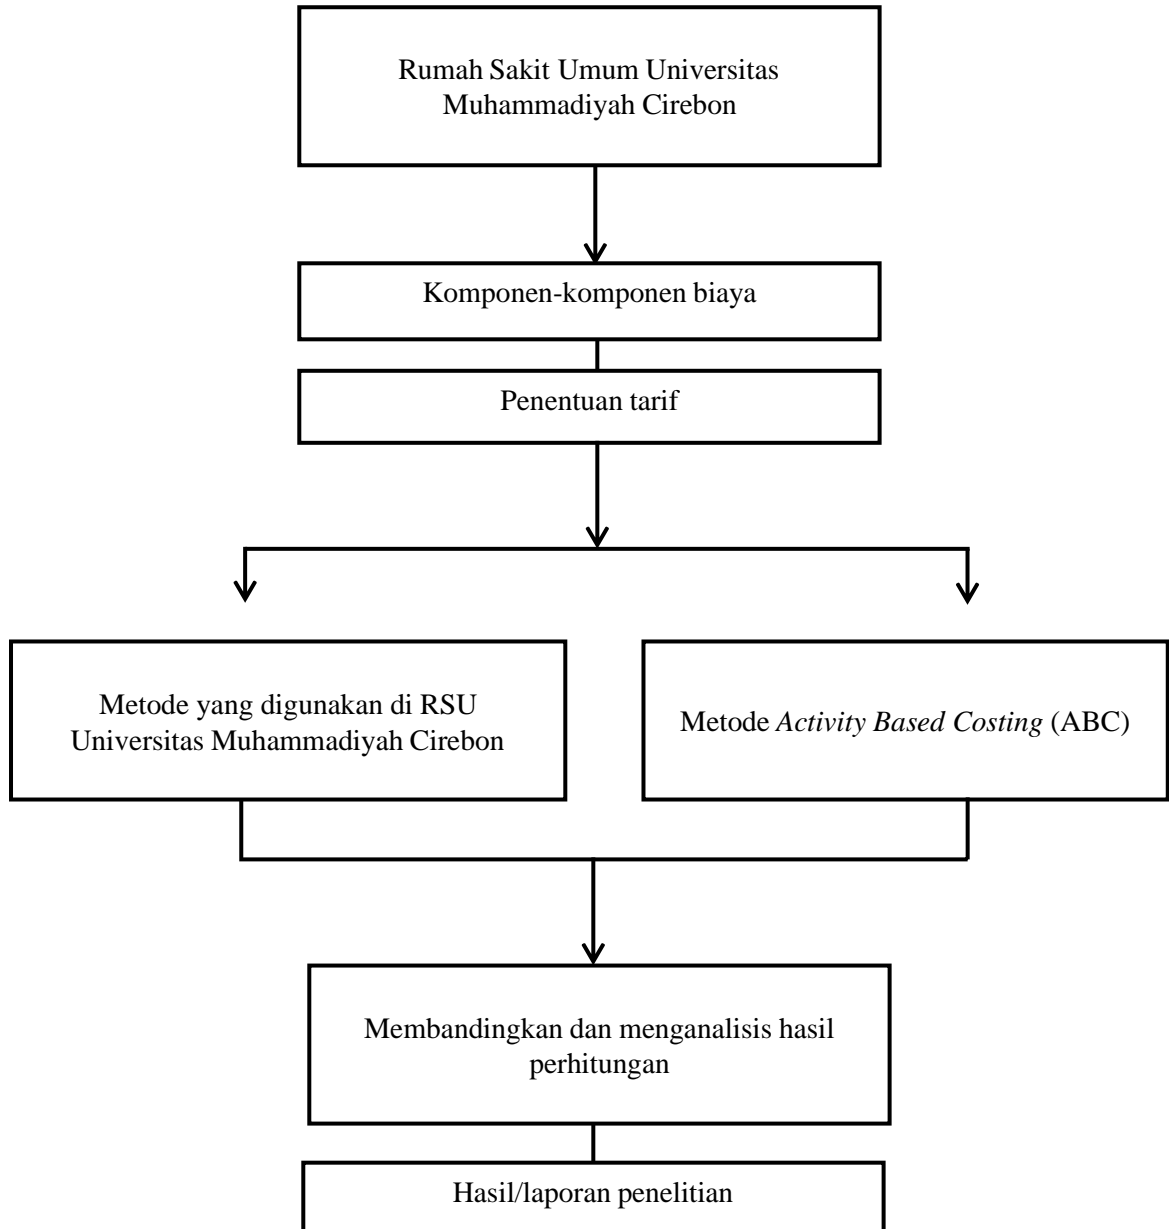 Rumah Sakit Umum Universitas
Muhammadiyah Cirebon
Komponen-komponen biaya
Penentuan tarif
Metode yang digunakan di RSU
Universitas Muhammadiyah Cirebon
Metode Activity Based Costing (ABC)
Membandingkan dan menganalisis hasil
perhitungan
Hasil/laporan penelitian